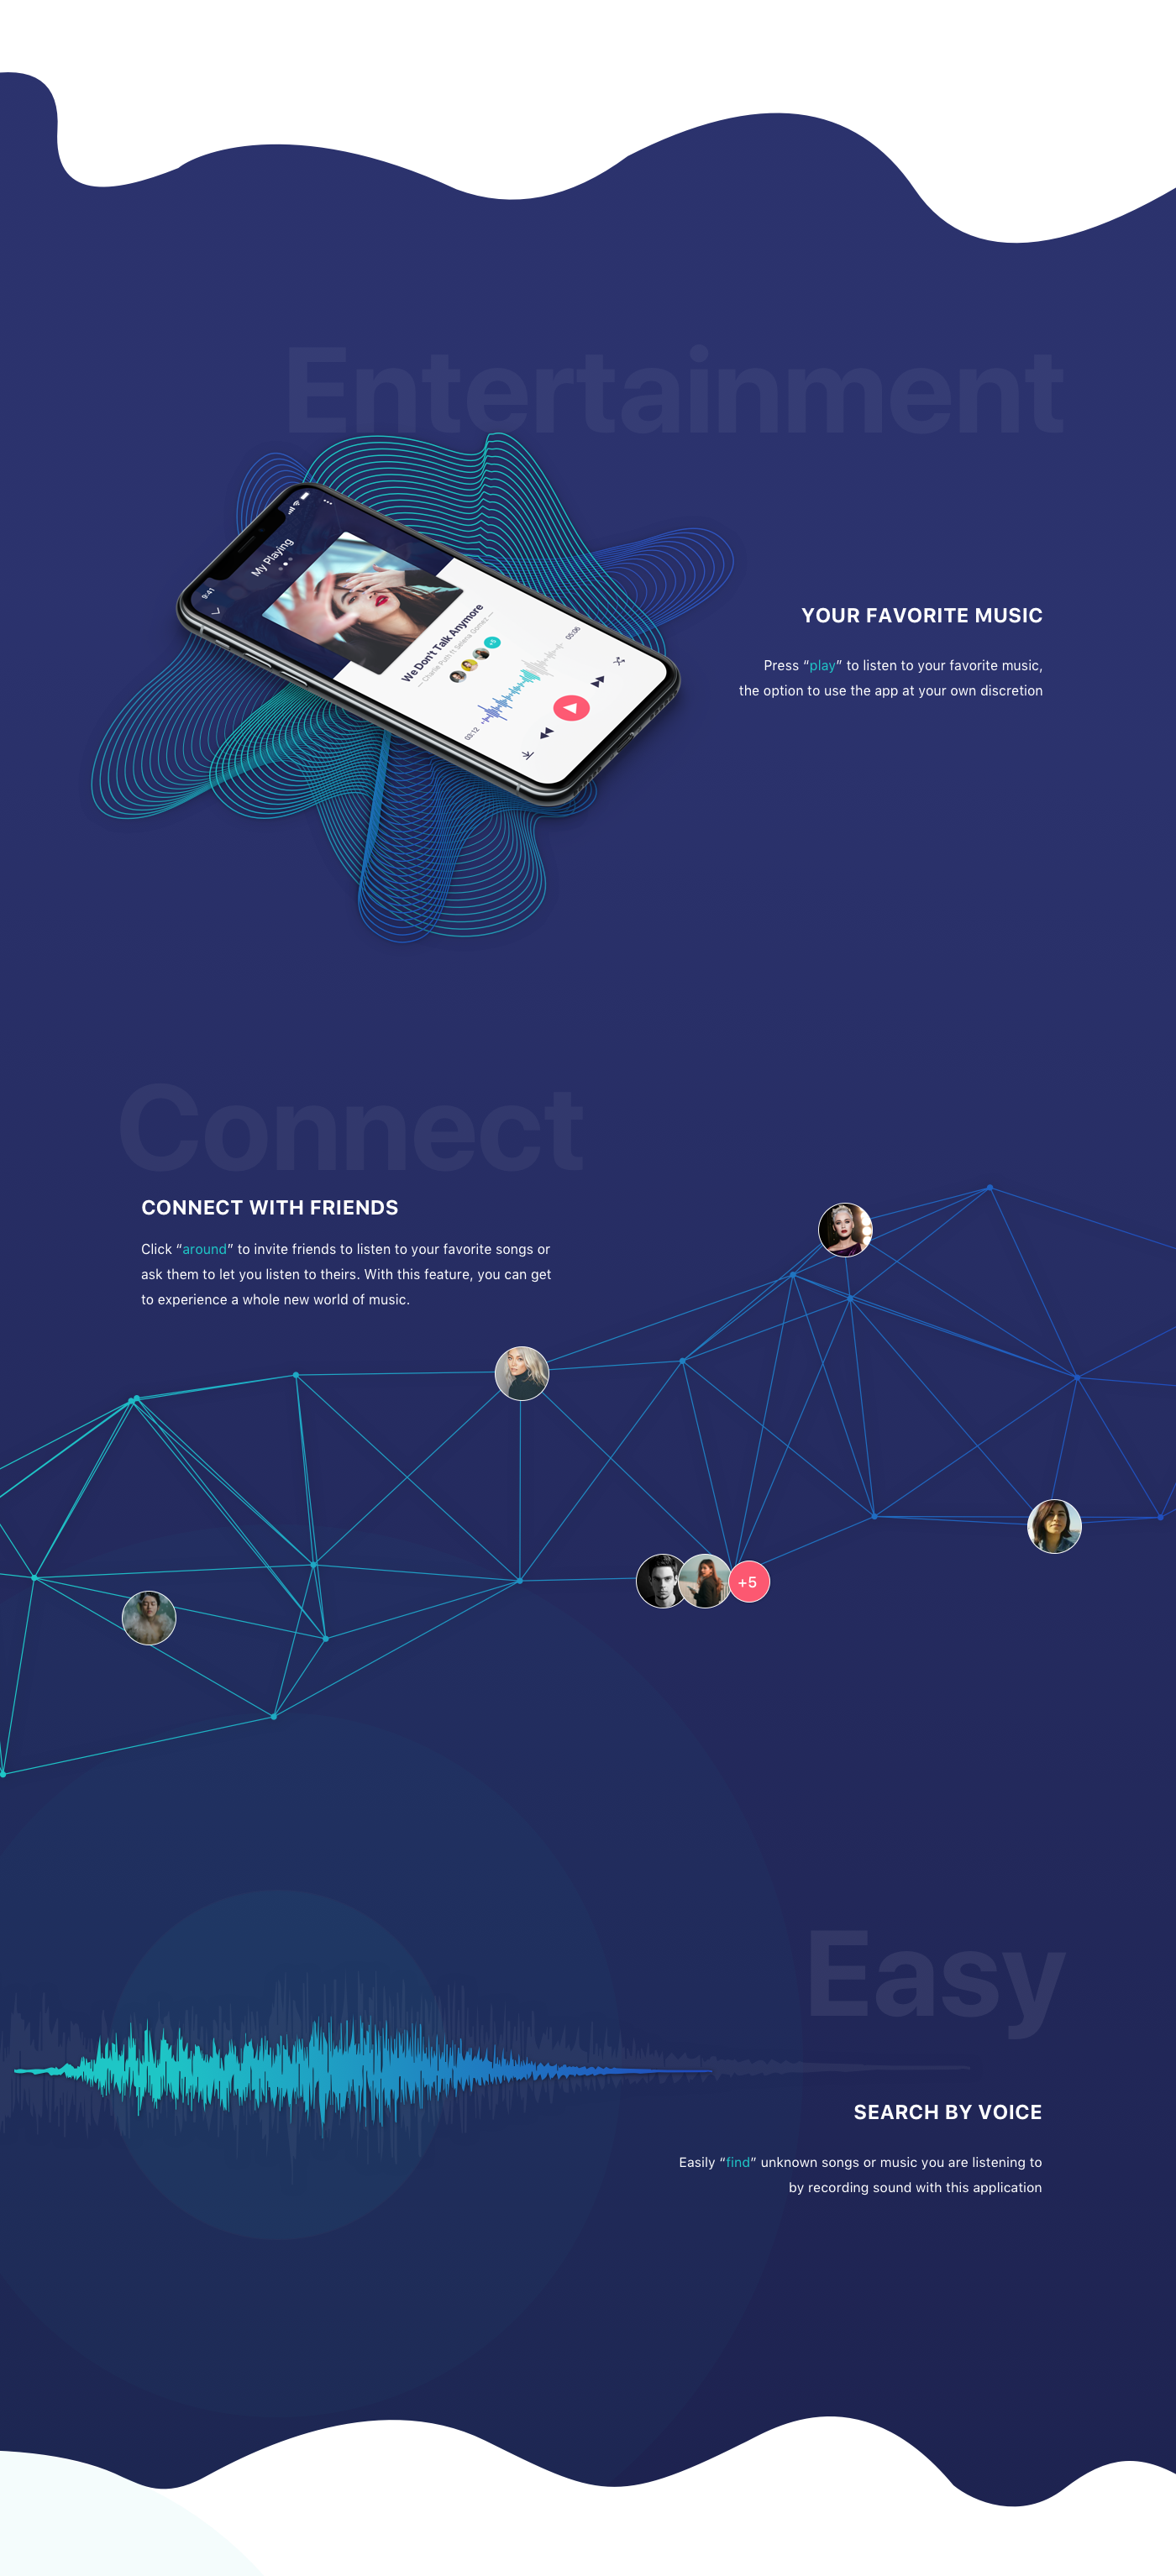 Entertainment
9:41
My Playing
We Don't Talk Anymore
— Charlie Puth ft Selena Gomez —
+5
03:12
05:06
YOUR FAVORITE MUSIC
Press “play” to listen to your favorite music,
the option to use the app at your own discretion
Connect
CONNECT WITH FRIENDS
Click “around” to invite friends to listen to your favorite songs or
ask them to let you listen to theirs. With this feature, you can get
to experience a whole new world of music.
+5
Easy
SEARCH BY VOICE
Easily “find” unknown songs or music you are listening to
by recording sound with this application